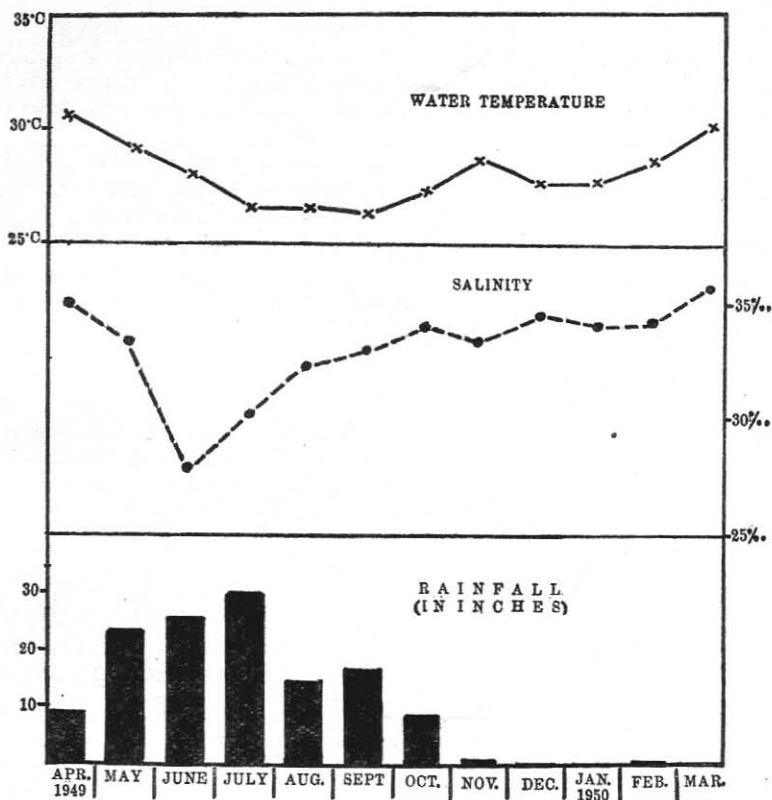 35°C
WATER TEMPERATURE
30°C
25°C
SALINITY
35‰
30‰
25‰
RAINFALL
(IN INCHES)
30
20
10
APR. MAY JUNE JULY AUG. SEPT OCT. NOV. DEC. JAN. FEB. MAR.
1949 1950